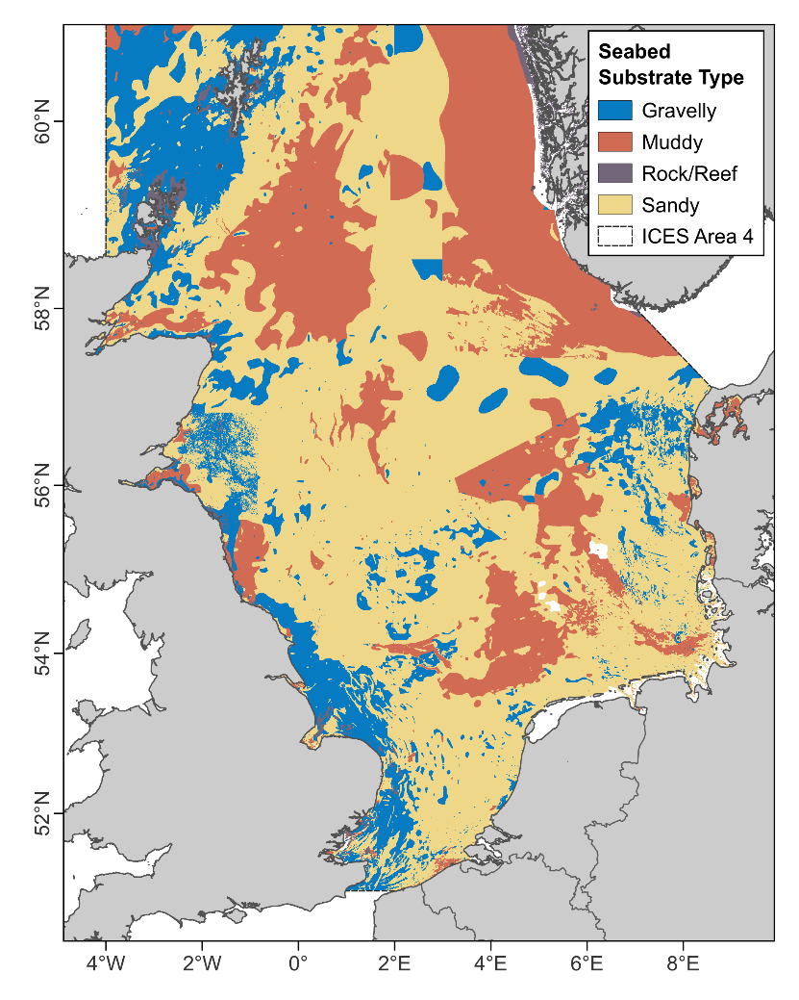 Seabed
Substrate Type
Gravelly
Muddy
Rock/Reef
Sandy
ICES Area 4
60°N
58°N
56°N
54°N
52°N
4°W
2°W
0°
2°E
4°E
6°E
8°E